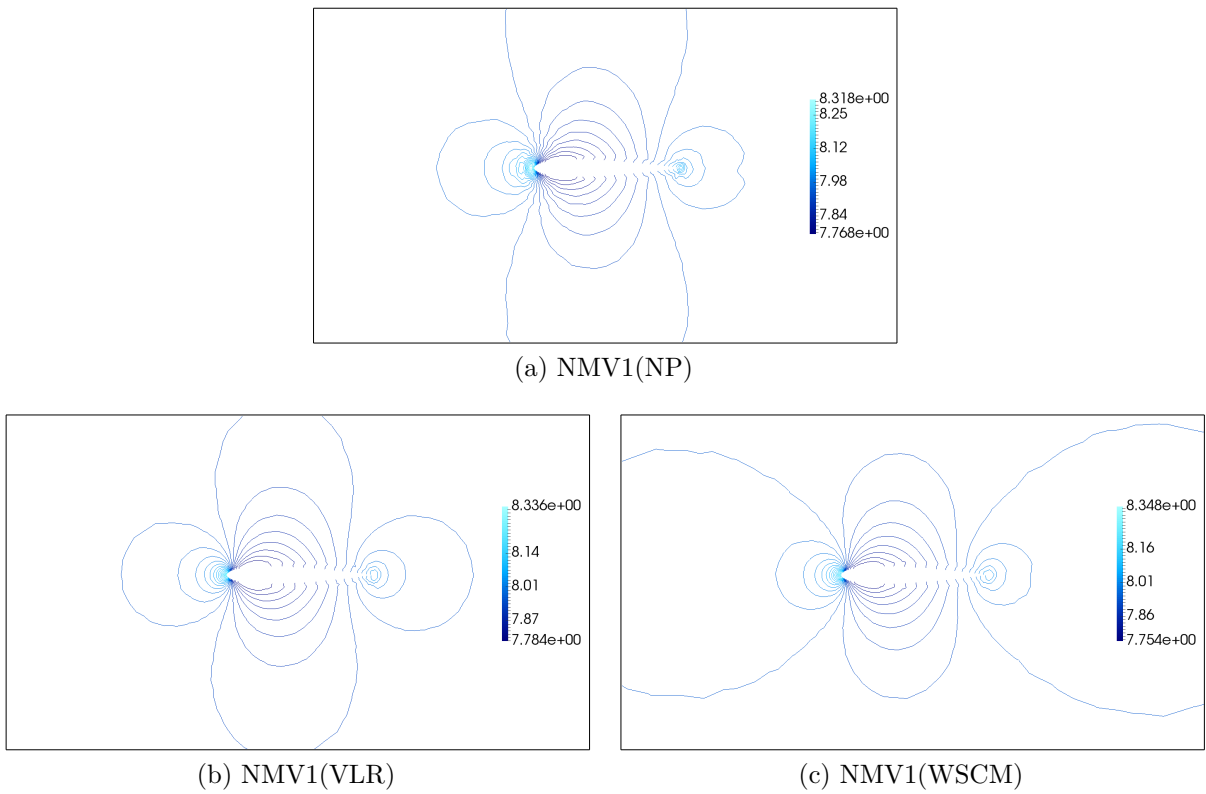 8.318e+00
8.25
8.12
7.98
7.84
7.768e+00
(a) NMV1(NP)
8.336e+00
8.14
8.01
7.87
7.784e+00
(b) NMV1(VLR)
8.348e+00
8.16
8.01
7.86
7.754e+00
(c) NMV1(WSCM)